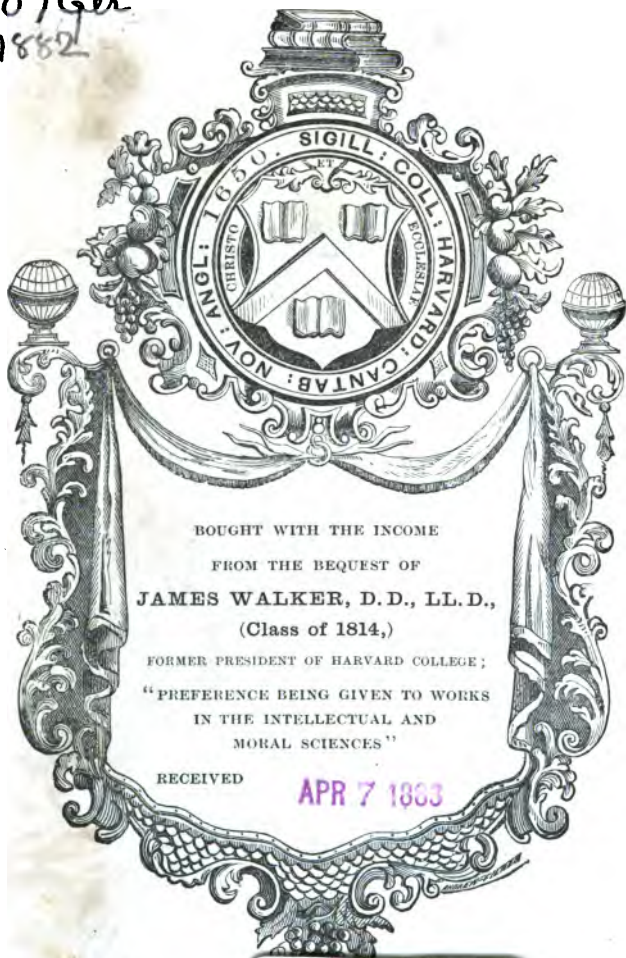 1882
SIGILL: COLL: HARVARD: CANTAB: NOV: ANGL: 1650.
ET
CHRISTO
ECCLESIAE
BOUGHT WITH THE INCOME
FROM THE BEQUEST OF
JAMES WALKER, D.D., LL.D.,
(Class of 1814,)
FORMER PRESIDENT OF HARVARD COLLEGE;
"PREFERENCE BEING GIVEN TO WORKS
IN THE INTELLECTUAL AND
MORAL SCIENCES"
RECEIVED APR 7 1883